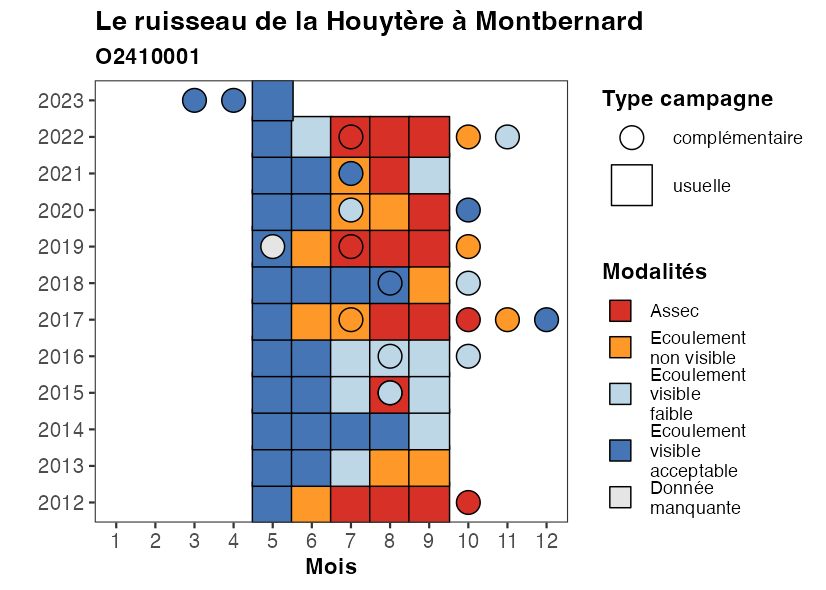 Le ruisseau de la Houytère à Montbernard
O2410001
2023
2022
2021
2020
2019
2018
2017
2016
2015
2014
2013
2012
1 2 3 4 5 6 7 8 9 10 11 12
Mois
Type campagne
complémentaire
usuelle
Modalités
Assec
Ecoulement
non visible
Ecoulement
visible
faible
Ecoulement
visible
acceptable
Donnée
manquante